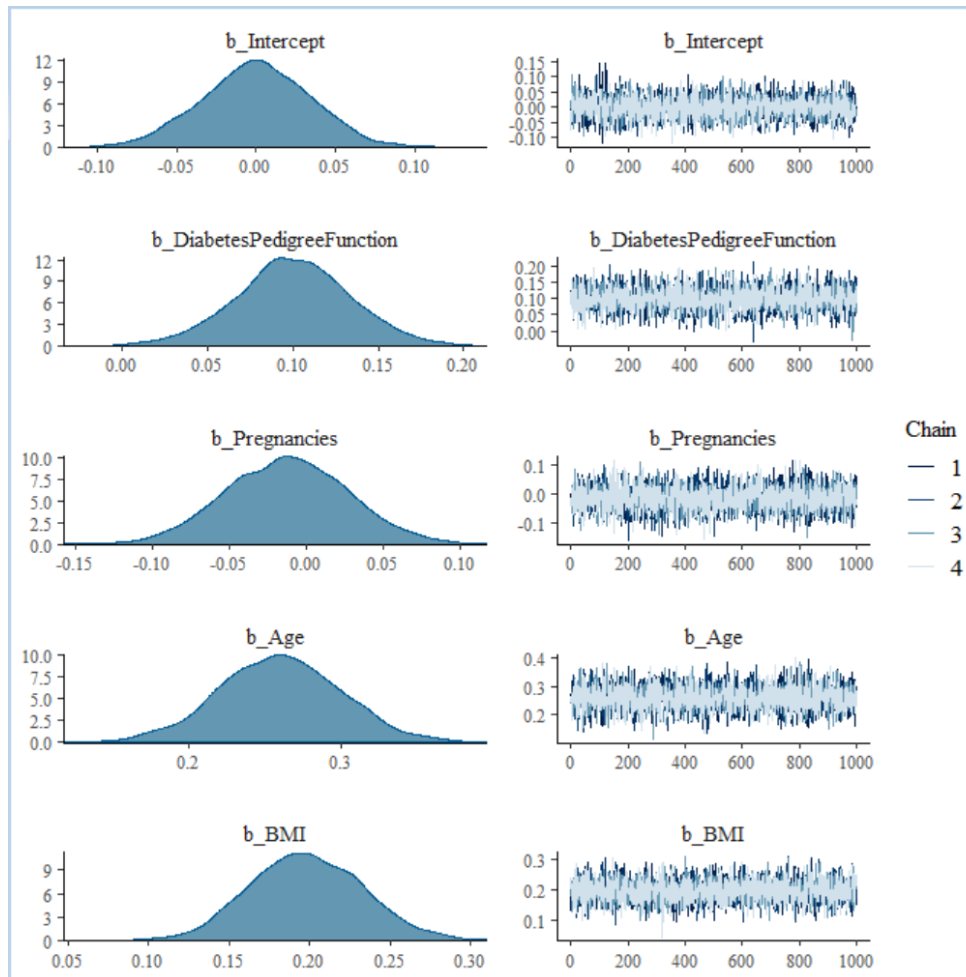 b_Intercept b_Intercept
12 9 6 3 0
0.15 0.10 0.05 0.00 -0.05 -0.10
-0.10 -0.05 0.00 0.05 0.10
0 200 400 600 800 1000
b_DiabetesPedigreeFunction b_DiabetesPedigreeFunction
12 9 6 3 0
0.20 0.15 0.10 0.05 0.00
0.00 0.05 0.10 0.15 0.20
0 200 400 600 800 1000
b_Pregnancies b_Pregnancies
10.0 7.5 5.0 2.5 0.0
0.1 0.0 -0.1
-0.15 -0.10 -0.05 0.00 0.05 0.10
0 200 400 600 800 1000
b_Age b_Age
10.0 7.5 5.0 2.5 0.0
0.4 0.3 0.2
0.2 0.3
0 200 400 600 800 1000
b_BMI b_BMI
9 6 3 0
0.3 0.2 0.1
0.05 0.10 0.15 0.20 0.25 0.30
0 200 400 600 800 1000
Chain
1
2
3
4